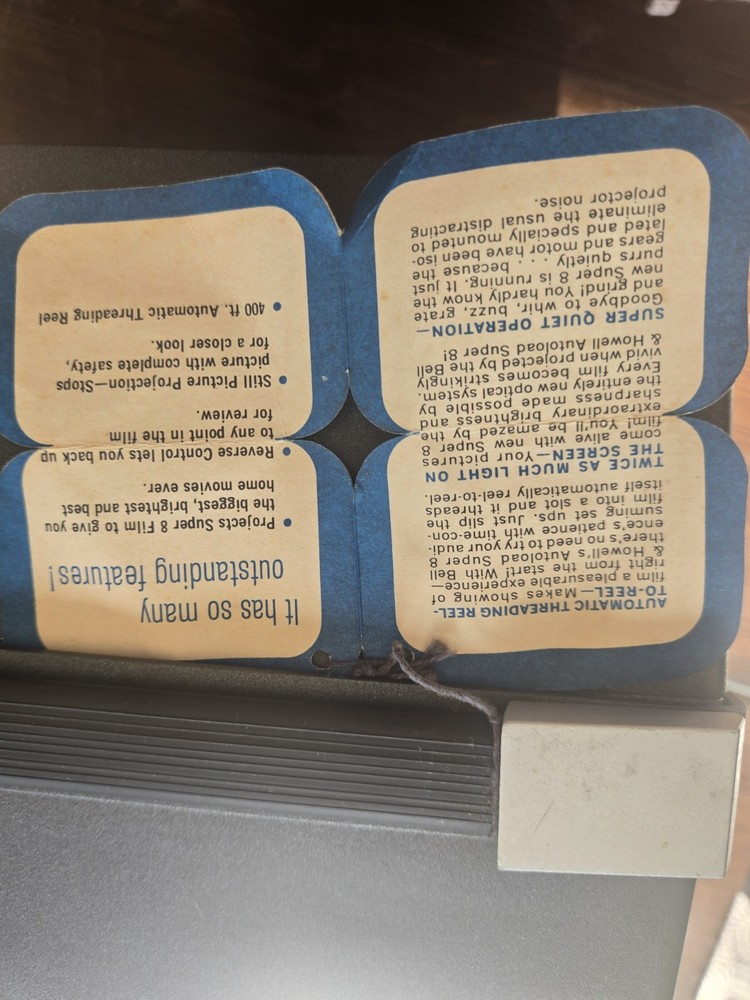 AUTOMATIC THREADING REEL-
TO-REEL—Makes showing of
film a pleasurable experience—
right from the start! With Bell
& Howell's Autoload Super 8
there's no need to try your audi-
ence's patience with time-con-
suming set ups. Just slip the
film into a slot and it threads
itself automatically reel-to-reel.
TWICE AS MUCH LIGHT ON
THE SCREEN—Your pictures
come alive with new Super 8
film! You'll be amazed by the
extraordinary brightness and
sharpness made possible by
the entirely new optical system.
Every film becomes strikingly
vivid when projected by the Bell
& Howell Autoload Super 8!
SUPER QUIET OPERATION—
Goodbye to whir, buzz, grate
and grind! You hardly know the
new Super 8 is running. It just
purrs quietly . . . because the
gears and motor have been iso-
lated and specially mounted to
eliminate the usual distracting
projector noise.
It has so many
outstanding features!
• Projects Super 8 Film to give you
the biggest, brightest and best
home movies ever.
• Reverse Control lets you back up
to any point in the film
for review.
• Still Picture Projection—Stops
picture with complete safety,
for a closer look.
• 400 ft. Automatic Threading Reel